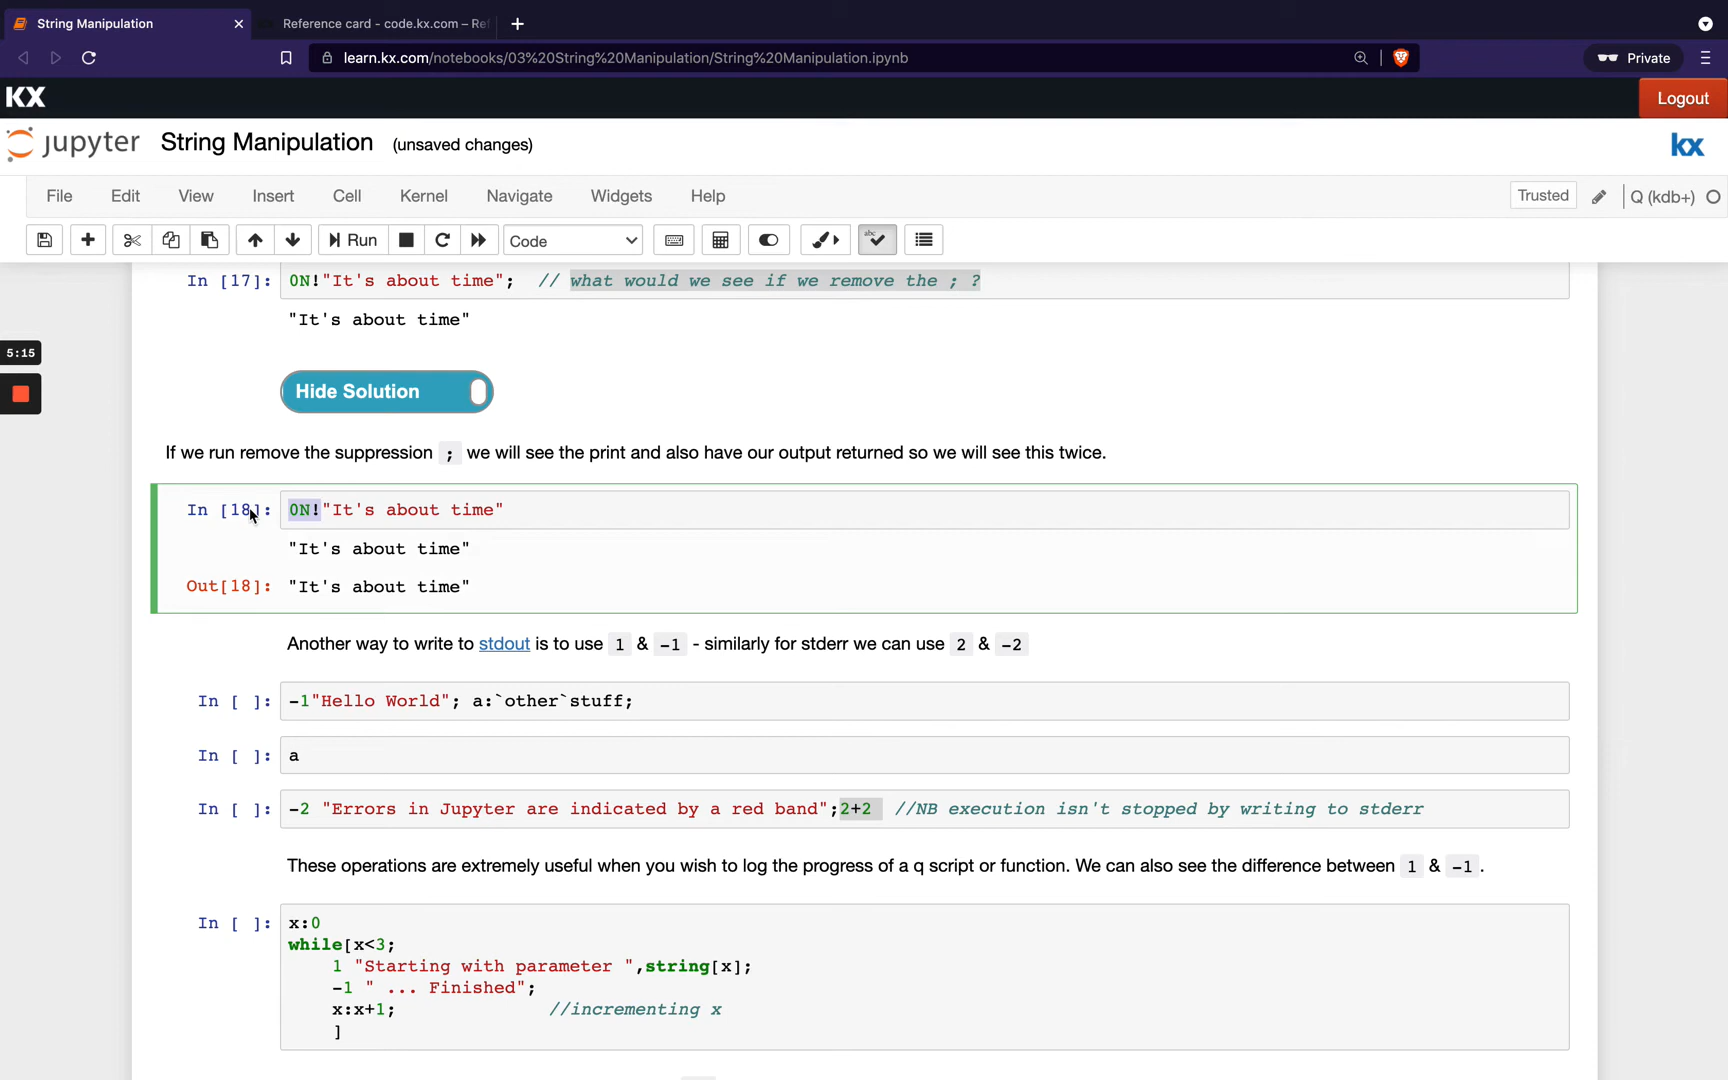 String Manipulation
Reference card - code.kx.com – Re
learn.kx.com/notebooks/03%20String%20Manipulation/String%20Manipulation.ipynb
Private
KX
Logout
jupyter String Manipulation (unsaved changes)
kx
File Edit View Insert Cell Kernel Navigate Widgets Help
Trusted
Q (kdb+)
Run
Code
abc
In [17]: 0N!"It's about time"; // what would we see if we remove the ; ?
"It's about time"
5:15
Hide Solution
If we run remove the suppression ; we will see the print and also have our output returned so we will see this twice.
In [18]: 0N!"It's about time"
"It's about time"
Out[18]: "It's about time"
Another way to write to stdout is to use 1 & -1 - similarly for stderr we can use 2 & -2
In [ ]: -1"Hello World"; a:`other`stuff;
In [ ]: a
In [ ]: -2 "Errors in Jupyter are indicated by a red band";2+2 //NB execution isn't stopped by writing to stderr
These operations are extremely useful when you wish to log the progress of a q script or function. We can also see the difference between 1 & -1 .
In [ ]: x:0
while[x<3;
1 "Starting with parameter ",string[x];
-1 " ... Finished";
x:x+1; //incrementing x
]